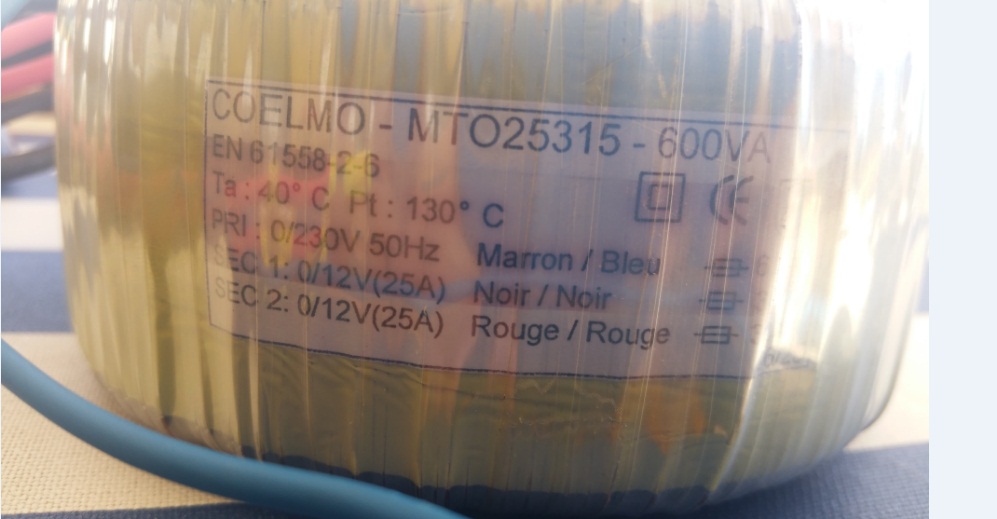 COELMO - MTO25315 - 600VA
EN 61558-2-6
Ta : 40° C Pt : 130° C
CE
PRI : 0/230V 50Hz Marron / Bleu
SEC 1: 0/12V(25A) Noir / Noir
SEC 2: 0/12V(25A) Rouge / Rouge